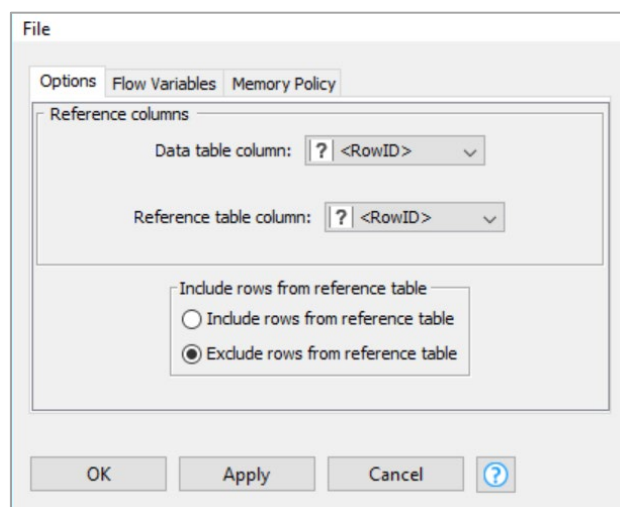 File
Options Flow Variables Memory Policy
Reference columns
Data table column: ? <RowID>
Reference table column: ? <RowID>
Include rows from reference table
Include rows from reference table
Exclude rows from reference table
OK Apply Cancel ?